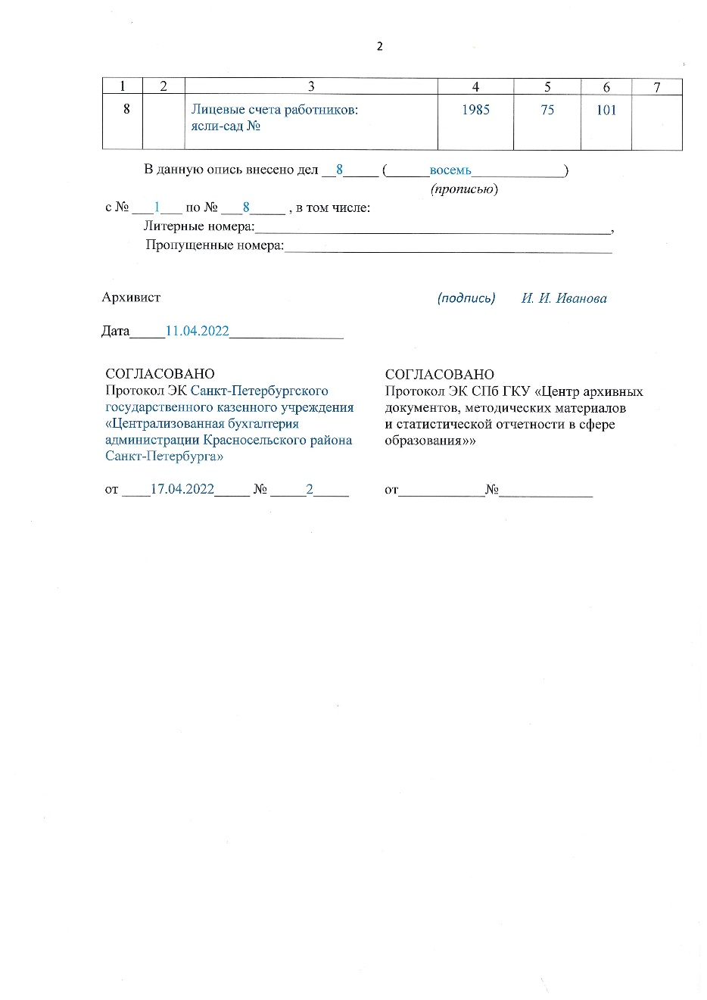 2
1 2 3 4 5 6 7
8 Лицевые счета работников: 1985 75 101
ясли-сад №
В данную опись внесено дел __8_____ (______восемь_____________)
(прописью)
с № ___1___ по № ___8_____ , в том числе:
Литерные номера:__________________________________________________,
Пропущенные номера:______________________________________________
Архивист (подпись) И. И. Иванова
Дата_____11.04.2022________________
СОГЛАСОВАНО
Протокол ЭК Санкт-Петербургского
государственного казенного учреждения
«Централизованная бухгалтерия
администрации Красносельского района
Санкт-Петербурга»
от ____17.04.2022_____ № _____2_____
СОГЛАСОВАНО
Протокол ЭК СПб ГКУ «Центр архивных
документов, методических материалов
и статистической отчетности в сфере
образования»»
от____________№_____________